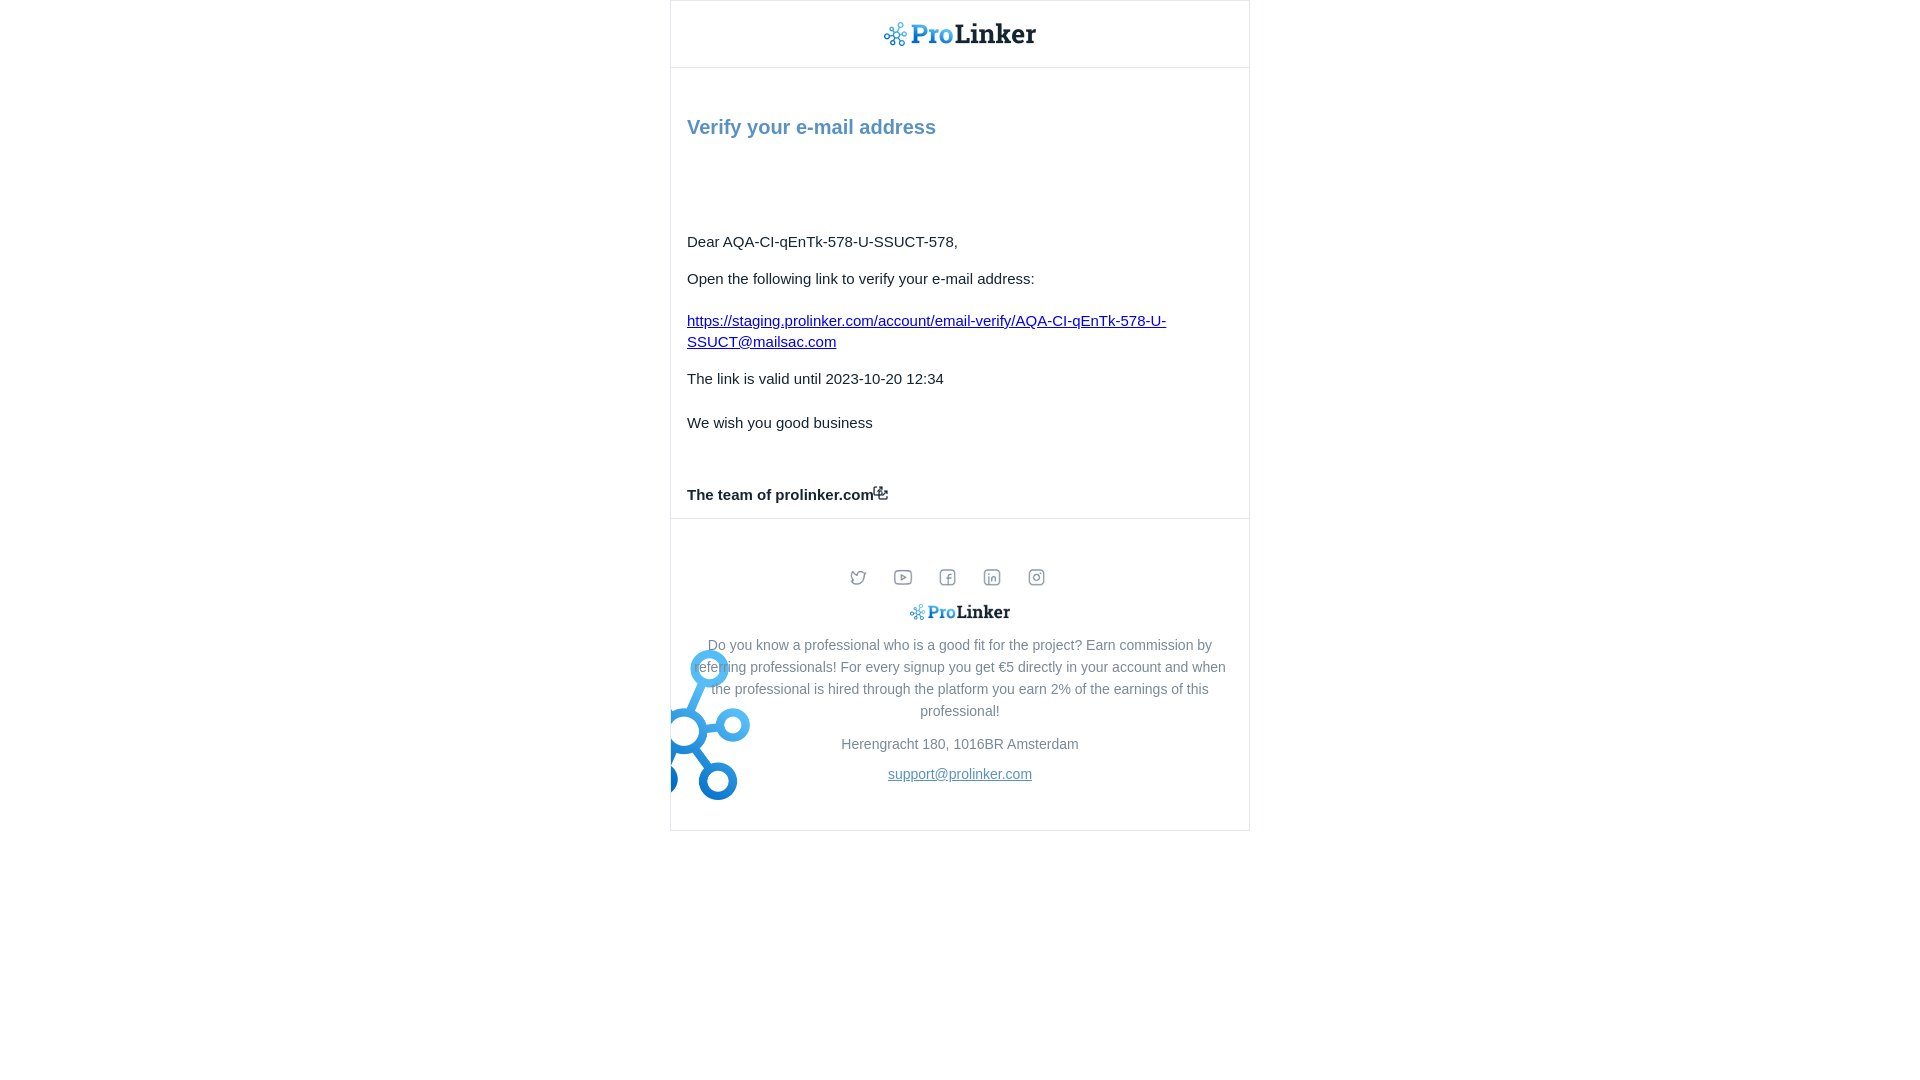 ProLinker
Verify your e-mail address
Dear AQA-CI-qEnTk-578-U-SSUCT-578,
Open the following link to verify your e-mail address:
https://staging.prolinker.com/account/email-verify/AQA-CI-qEnTk-578-U-
SSUCT@mailsac.com
The link is valid until 2023-10-20 12:34
We wish you good business
The team of prolinker.com
ProLinker
Do you know a professional who is a good fit for the project? Earn commission by
referring professionals! For every signup you get €5 directly in your account and when
the professional is hired through the platform you earn 2% of the earnings of this
professional!
Herengracht 180, 1016BR Amsterdam
support@prolinker.com